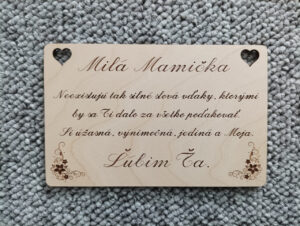 Milá Mamička
Neexistujú tak silné slová vďaky, ktorými
by sa Ti dalo za všetko poďakovať.
Si úžasná, výnimočná, jediná a Moja.
Ľúbim Ťa.